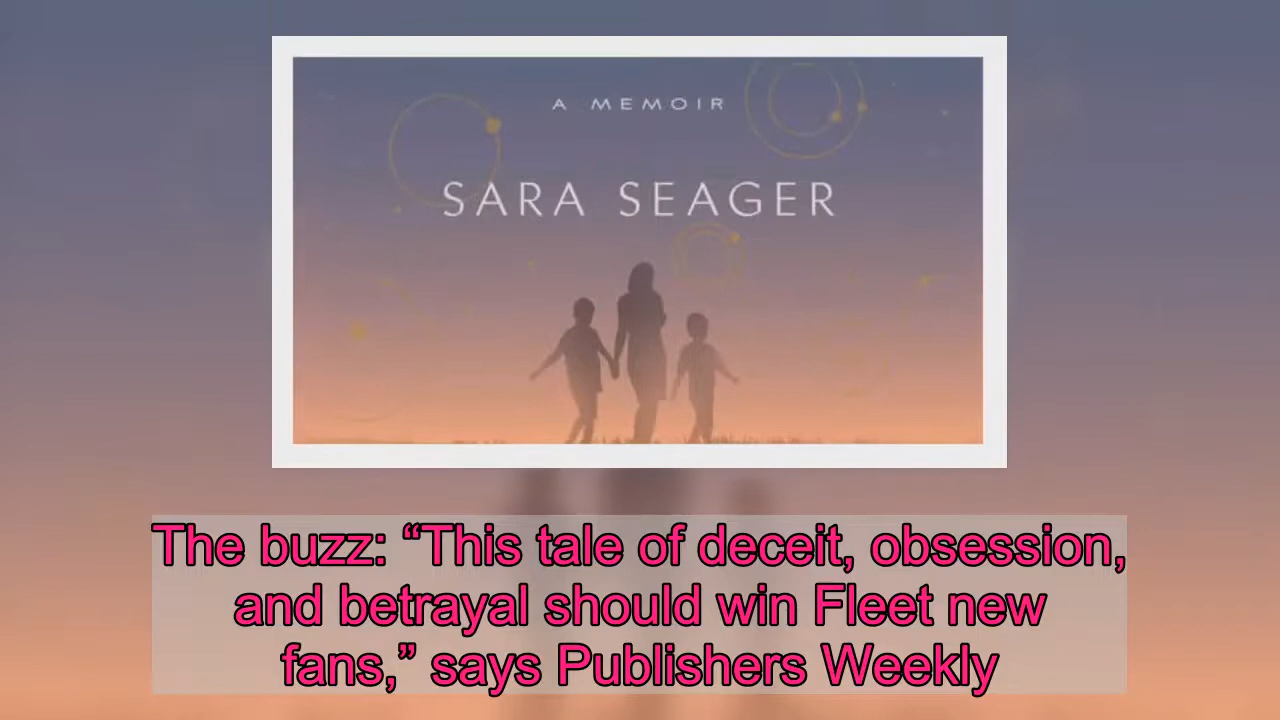 A MEMOIR
SARA SEAGER
The buzz: “This tale of deceit, obsession,
and betrayal should win Fleet new
fans,” says Publishers Weekly